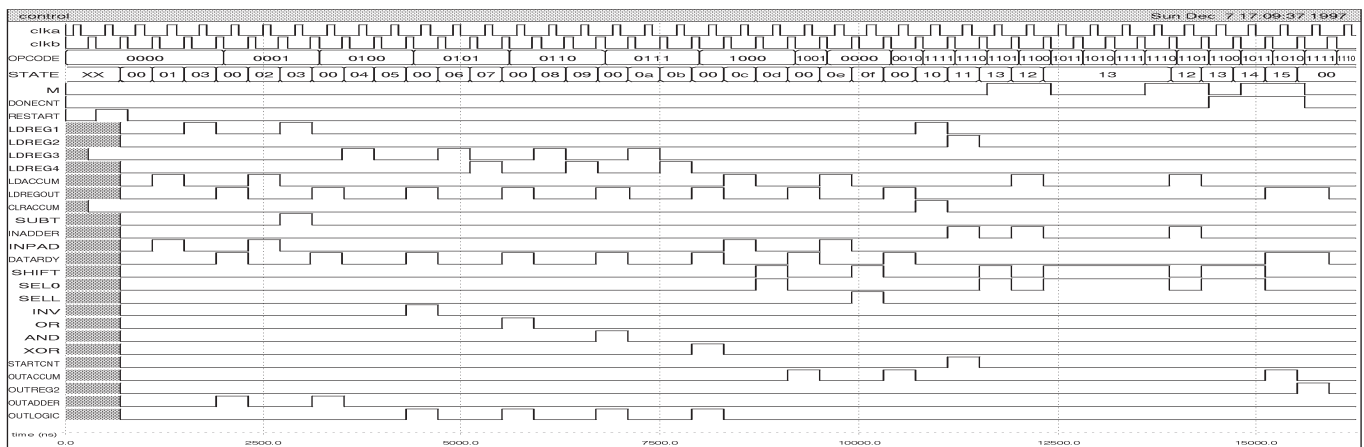 control Sun Dec 7 17:09:37 1997
clka
clkb
OPCODE 0000 0001 0100 0101 0110 0111 1000 1001 0000 0010 1111 1110 1101 1100 1011 1010 1111 1110 1101 1100 1011 1010 1111 1110
STATE XX 00 01 03 00 02 03 00 04 05 00 06 07 00 08 09 00 0a 0b 00 0c 0d 00 0e 0f 00 10 11 13 12 13 12 13 14 15 00
M
DONECNT
RESTART
LDREG1
LDREG2
LDREG3
LDREG4
LDACCUM
LDREGOUT
CLRACCUM
SUBT
INADDER
INPAD
DATARDY
SHIFT
SEL0
SELL
INV
OR
AND
XOR
STARTCNT
OUTACCUM
OUTREG2
OUTADDER
OUTLOGIC
time (ns) 0.0 2500.0 5000.0 7500.0 10000.0 12500.0 15000.0